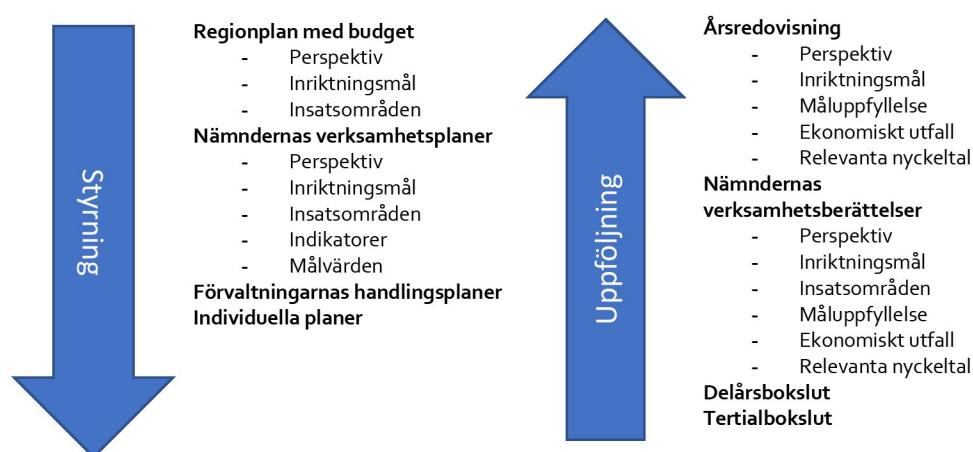 Styrning
Regionplan med budget
- Perspektiv
- Inriktningsmål
- Insatsområden
Nämndernas verksamhetsplaner
- Perspektiv
- Inriktningsmål
- Insatsområden
- Indikatorer
- Målvärden
Förvaltningarnas handlingsplaner
Individuella planer
Uppföljning
Årsredovisning
- Perspektiv
- Inriktningsmål
- Måluppfyllelse
- Ekonomiskt utfall
- Relevanta nyckeltal
Nämndernas
verksamhetsberättelser
- Perspektiv
- Inriktningsmål
- Insatsområden
- Måluppfyllelse
- Ekonomiskt utfall
- Relevanta nyckeltal
Delårsbokslut
Tertialbokslut